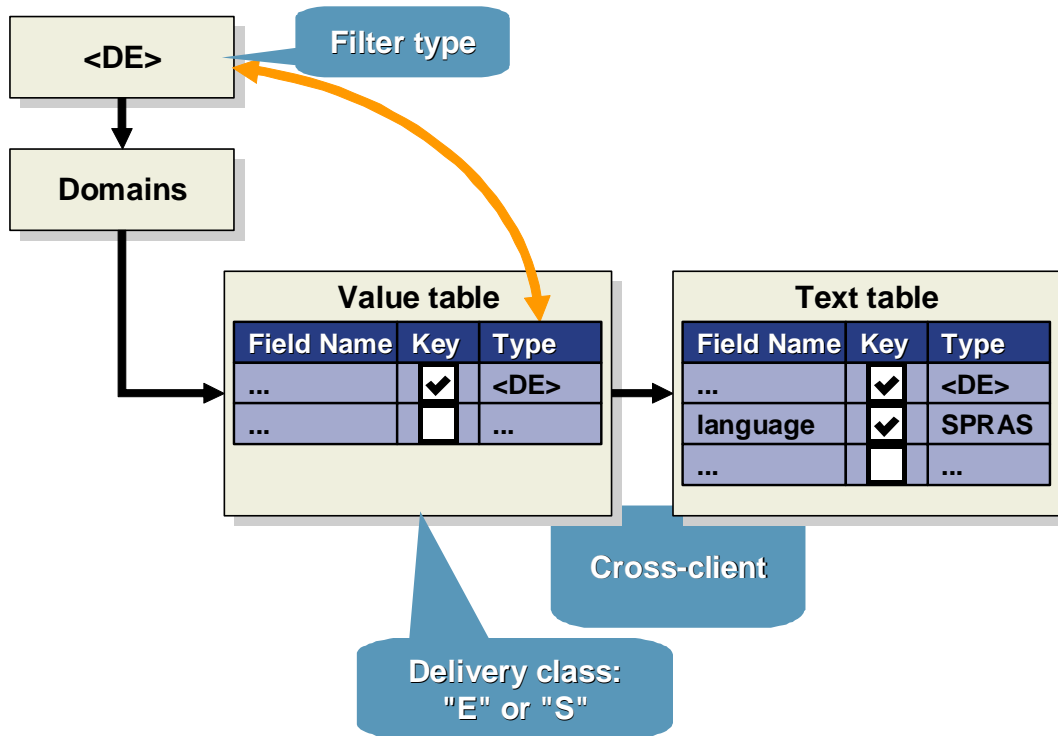 <DE>
Filter type
Domains
Value table
Field Name Key Type
... <DE>
... ...
Text table
Field Name Key Type
... <DE>
language SPRAS
... ...
Cross-client
Delivery class:
"E" or "S"